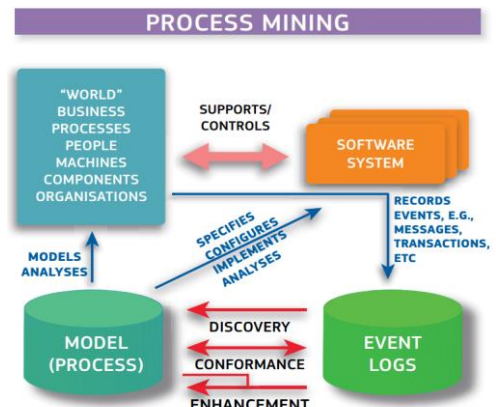 PROCESS MINING
"WORLD"
BUSINESS
PROCESSES
PEOPLE
MACHINES
COMPONENTS
ORGANISATIONS
SUPPORTS/
CONTROLS
SOFTWARE
SYSTEM
MODELS
ANALYSES
SPECIFIES
CONFIGURES
IMPLEMENTS
ANALYSES
RECORDS
EVENTS, E.G.,
MESSAGES,
TRANSACTIONS,
ETC
MODEL
(PROCESS)
DISCOVERY
CONFORMANCE
ENHANCEMENT
EVENT
LOGS